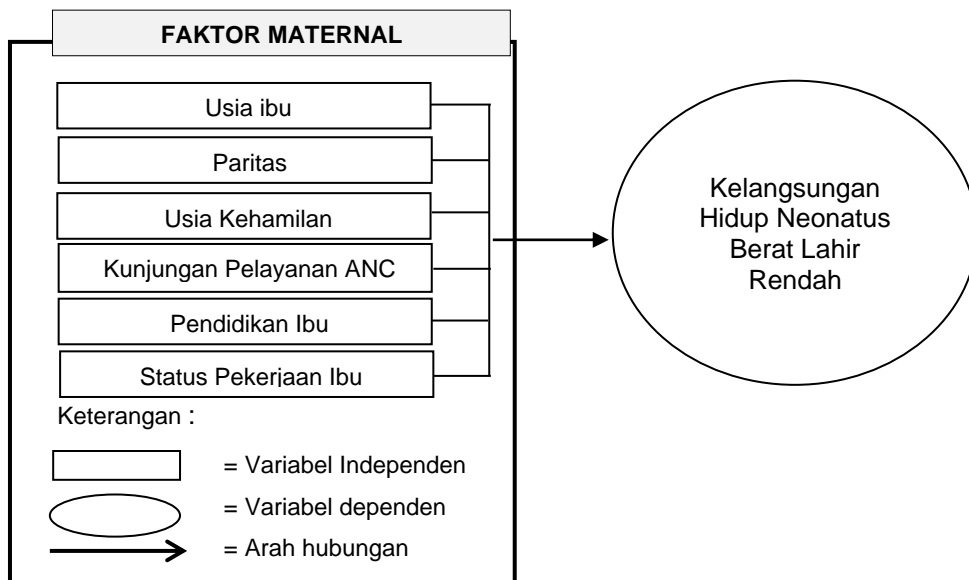 FAKTOR MATERNAL
Usia ibu
Paritas
Usia Kehamilan
Kunjungan Pelayanan ANC
Pendidikan Ibu
Status Pekerjaan Ibu
Kelangsungan
Hidup Neonatus
Berat Lahir
Rendah
Keterangan :
= Variabel Independen
= Variabel dependen
= Arah hubungan